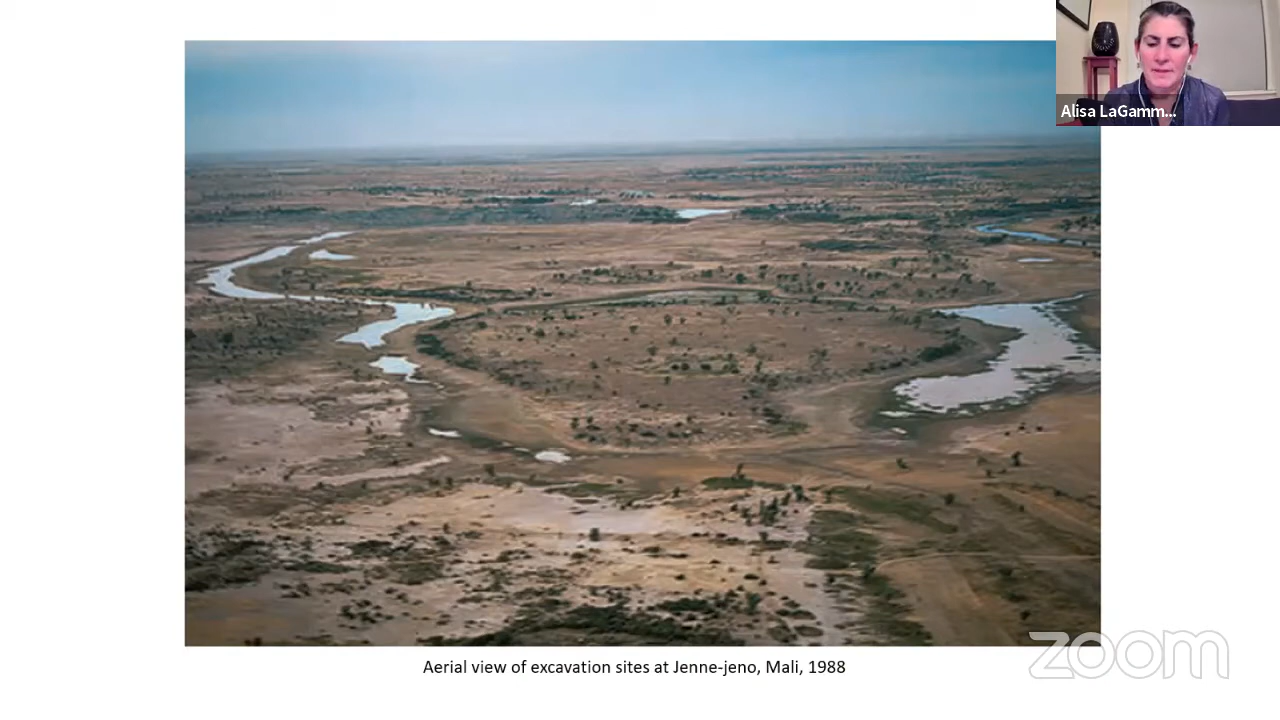 Alisa LaGamm...
Aerial view of excavation sites at Jenne-jeno, Mali, 1988
zoom